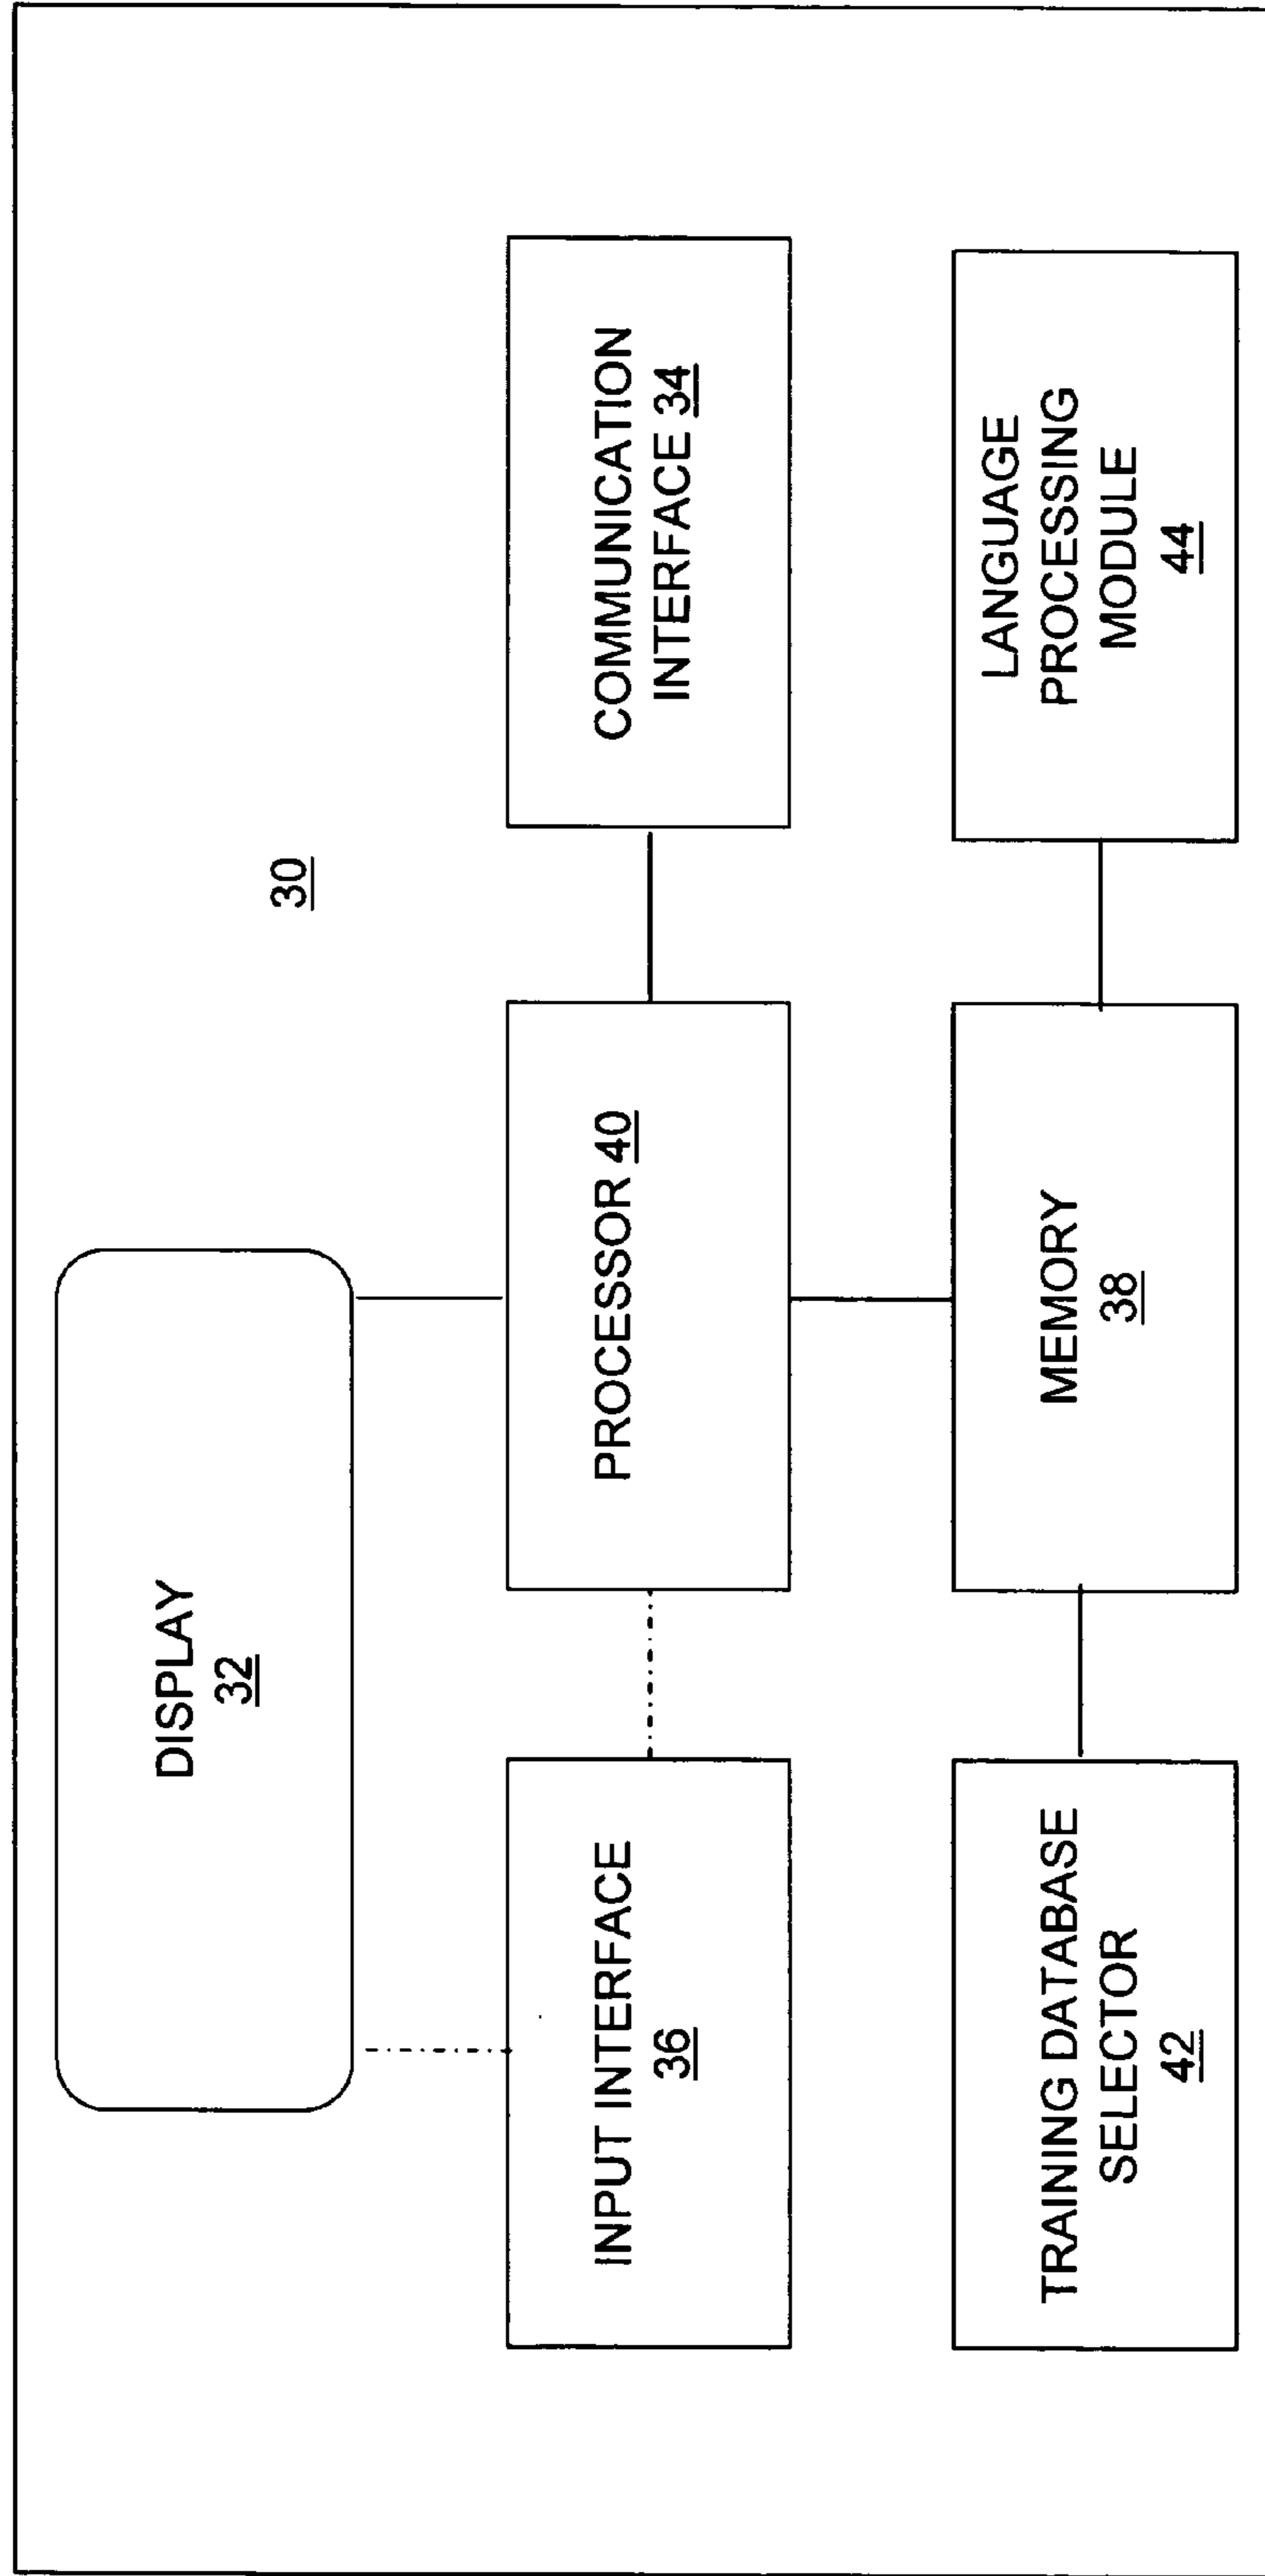 DISPLAY
32
30
INPUT INTERFACE
36
PROCESSOR 40
COMMUNICATION
INTERFACE 34
TRAINING DATABASE
SELECTOR
42
MEMORY
38
LANGUAGE
PROCESSING
MODULE
44